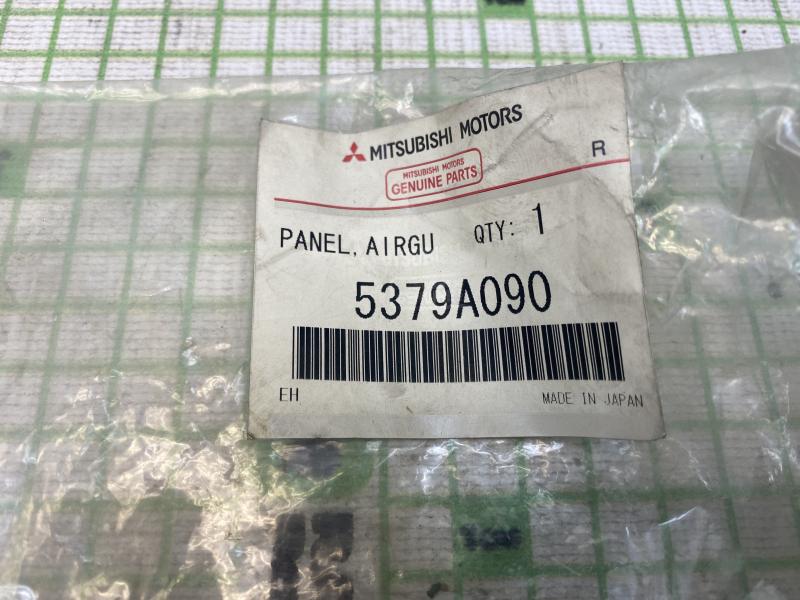 MITSUBISHI MOTORS
MITSUBISHI MOTORS
GENUINE PARTS
R
PANEL, AIRGU QTY: 1
5379A090
EH MADE IN JAPAN